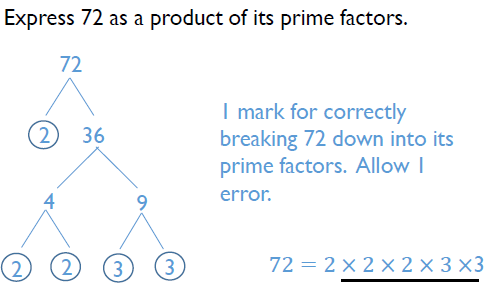 Express 72 as a product of its prime factors.
72
2 36
4 9
2 2 3 3
1 mark for correctly
breaking 72 down into its
prime factors. Allow 1
error.
72 = 2 × 2 × 2 × 3 ×3